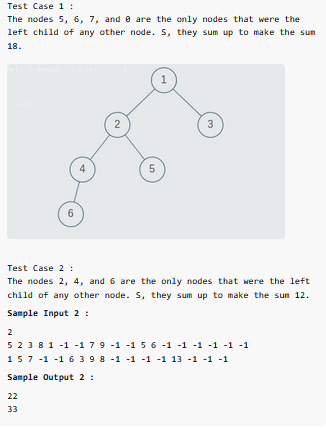 Test Case 1 :
The nodes 5, 6, 7, and 0 are the only nodes that were the
left child of any other node. S, they sum up to make the sum
18.
1
2
3
4
5
6
Test Case 2 :
The nodes 2, 4, and 6 are the only nodes that were the left
child of any other node. S, they sum up to make the sum 12.
Sample Input 2 :
2
5 2 3 8 1 -1 -1 7 9 -1 -1 5 6 -1 -1 -1 -1 -1 -1
1 5 7 -1 -1 6 3 9 8 -1 -1 -1 -1 13 -1 -1 -1
Sample Output 2 :
22
33